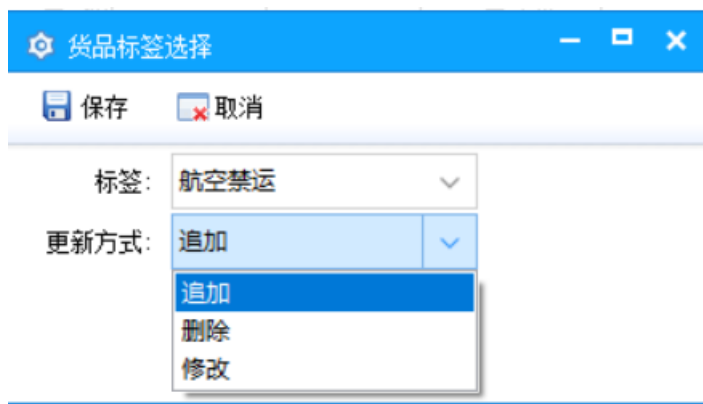 货品标签选择
保存 取消
标签: 航空禁运
更新方式: 追加
追加
删除
修改